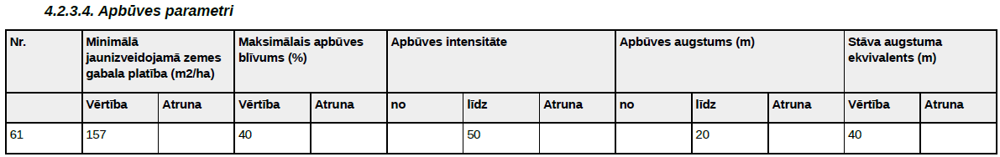 4.2.3.4. Apbūves parametri
Nr. Minimālā jaunizveidojamā zemes gabala platība (m2/ha) Maksimālais apbūves blīvums (%) Apbūves intensitāte Apbūves augstums (m) Stāva augstuma ekvivalents (m)
Vērtība Atruna Vērtība Atruna no līdz Atruna no līdz Atruna Vērtība Atruna
61 157 40 50 20 40